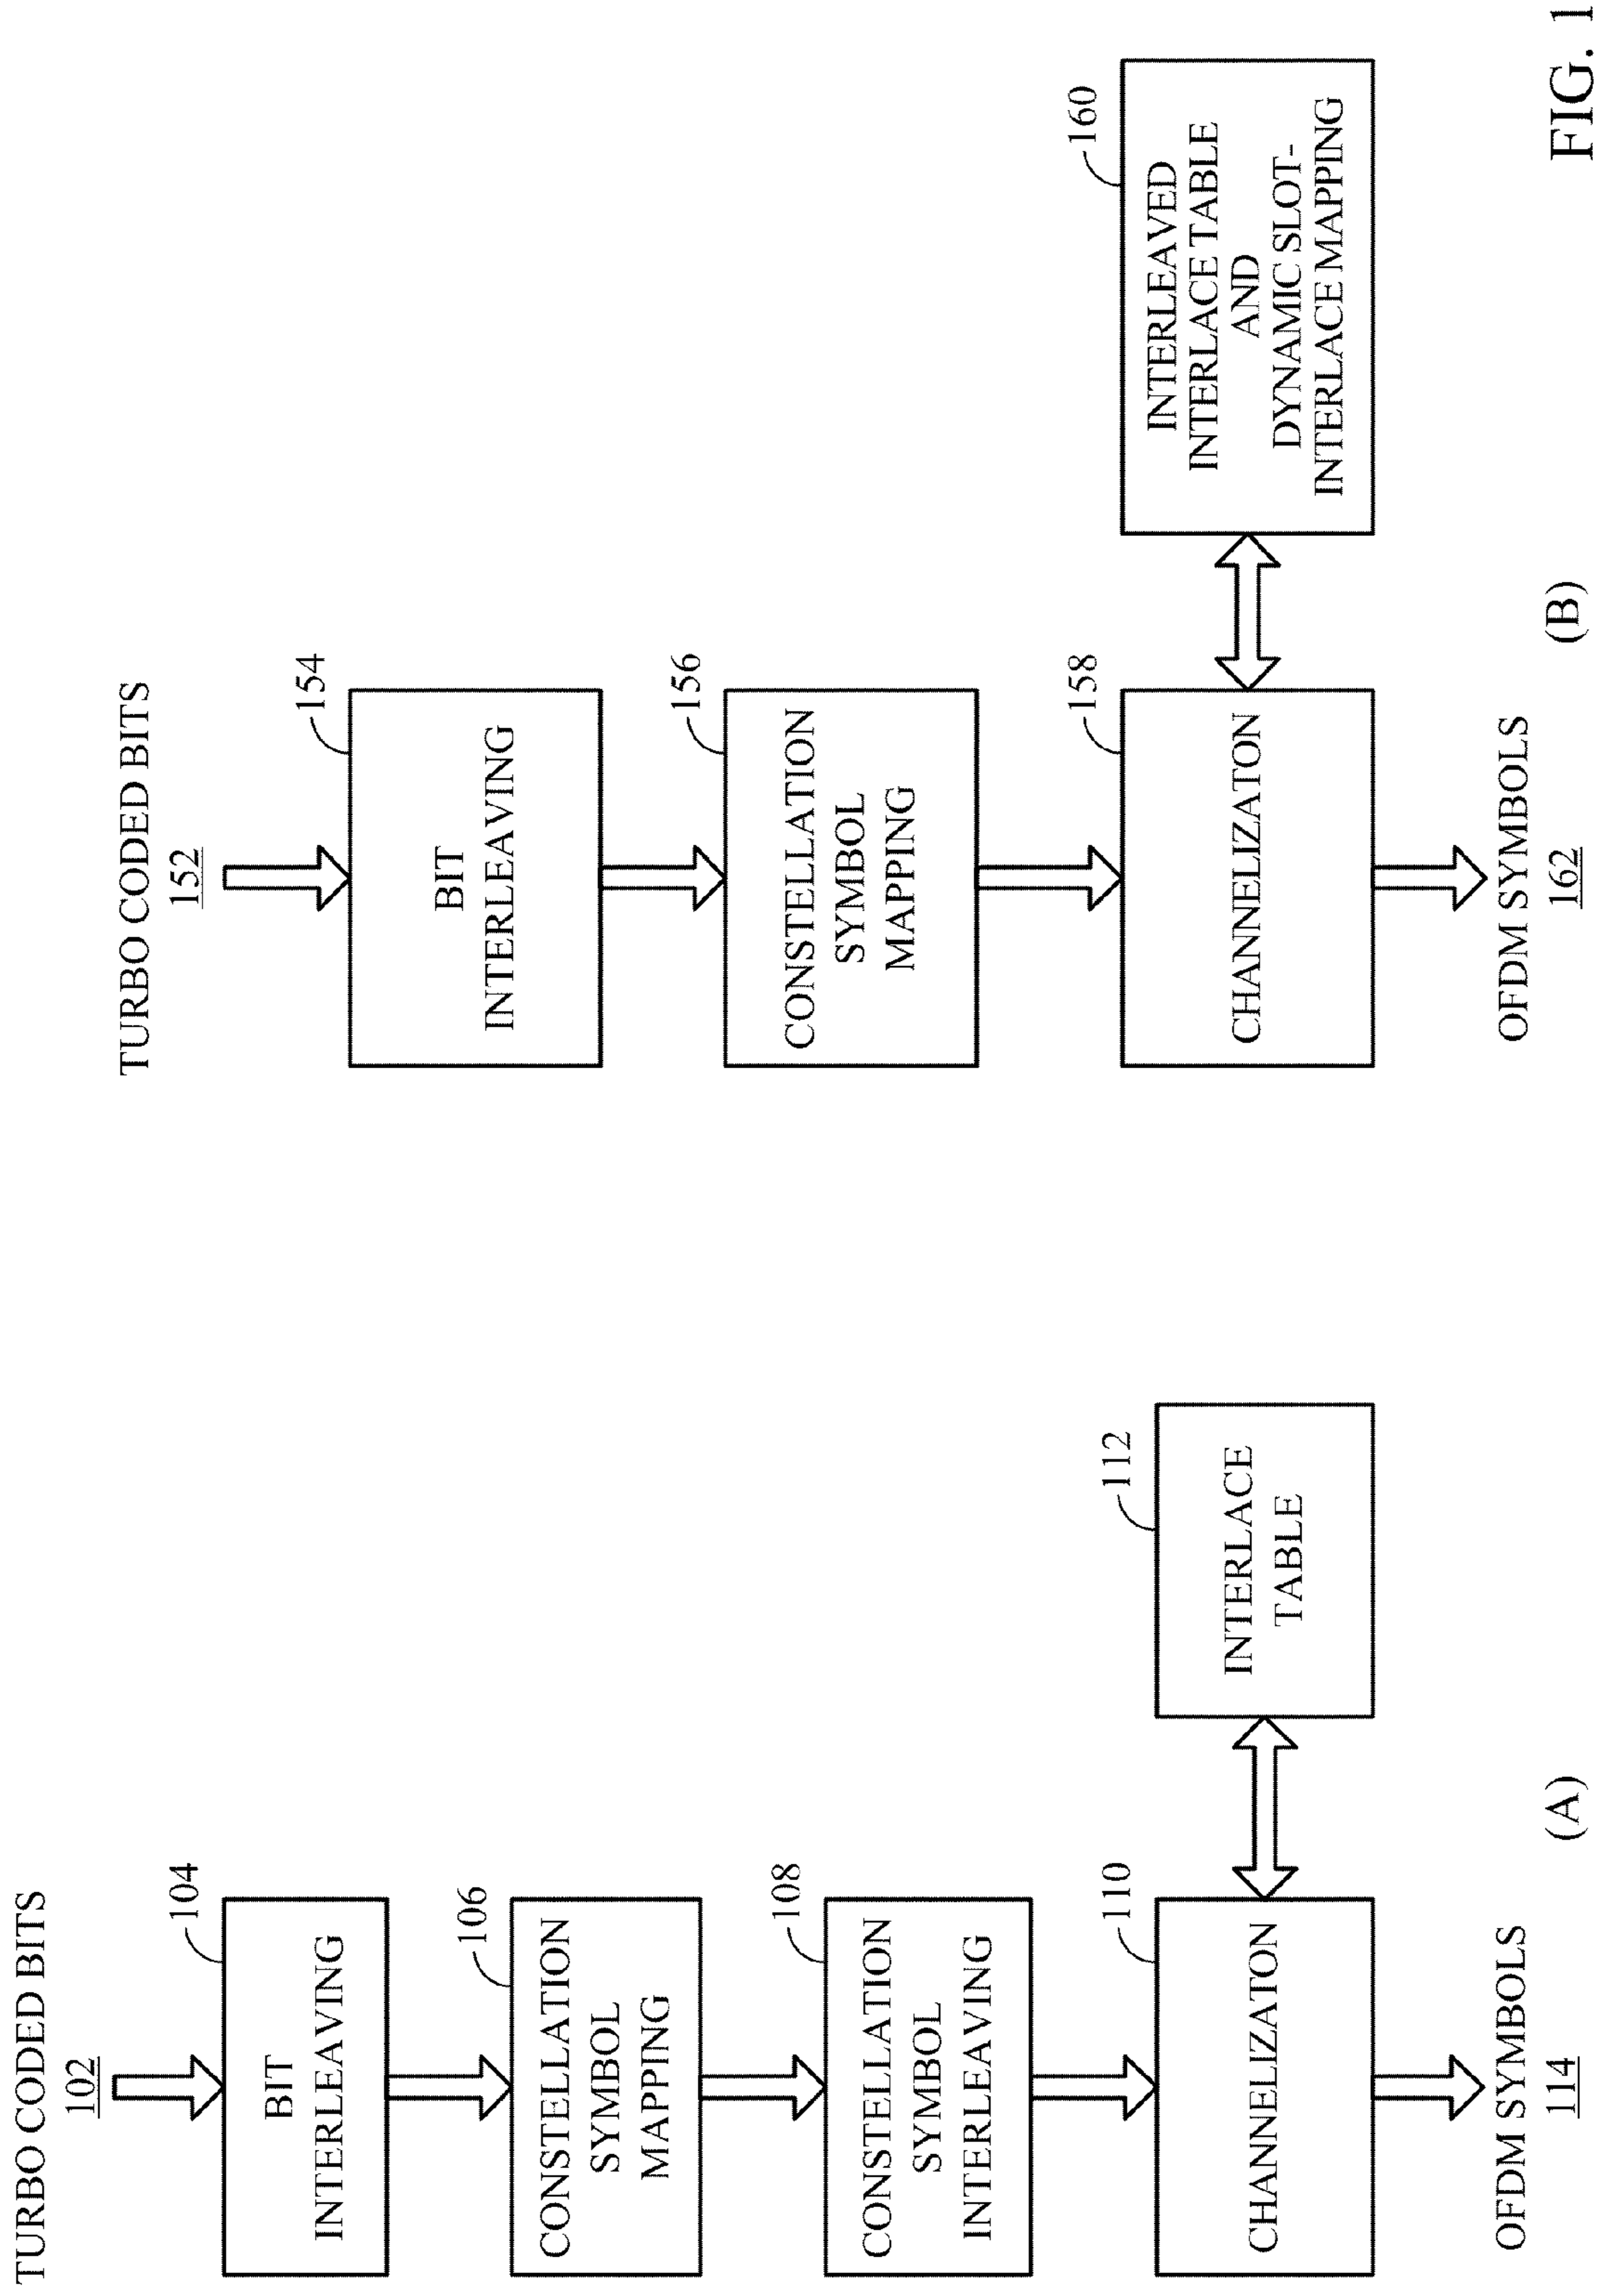 TURBO CODED BITS
102
104
BIT
INTERLEAVING
106
CONSTELLATION
SYMBOL
MAPPING
108
CONSTELLATION
SYMBOL
INTERLEAVING
110
CHANNELIZATON
112
INTERLACE
TABLE
OFDM SYMBOLS
114
(A)
TURBO CODED BITS
152
154
BIT
INTERLEAVING
156
CONSTELLATION
SYMBOL
MAPPING
158
CHANNELIZATON
160
INTERLEAVED
INTERLACE TABLE
AND
DYNAMIC SLOT-
INTERLACE MAPPING
OFDM SYMBOLS
162
(B)
FIG. 1